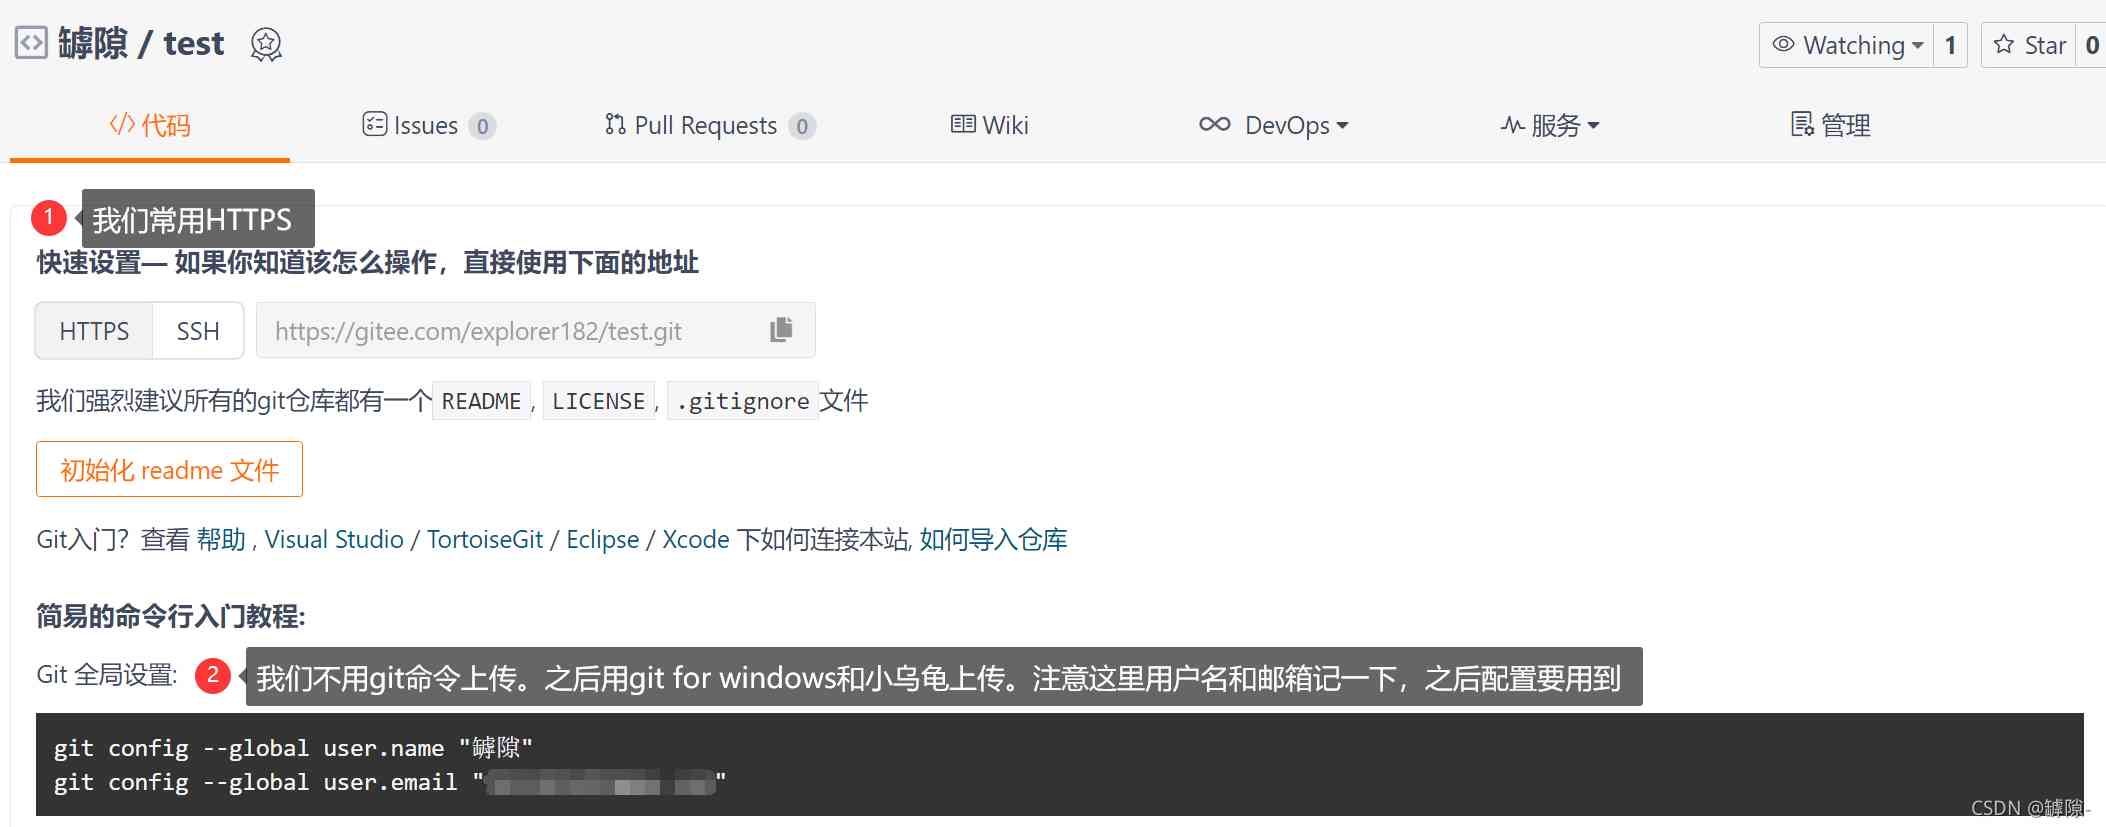 罅隙 / test
Watching 1 Star 0
代码 Issues 0 Pull Requests 0 Wiki DevOps 服务 管理
1 我们常用HTTPS
快速设置— 如果你知道该怎么操作，直接使用下面的地址
HTTPS SSH https://gitee.com/explorer182/test.git
我们强烈建议所有的git仓库都有一个 README , LICENSE , .gitignore 文件
初始化 readme 文件
Git入门？查看 帮助 , Visual Studio / TortoiseGit / Eclipse / Xcode 下如何连接本站, 如何导入仓库
简易的命令行入门教程:
Git 全局设置: 2 我们不用git命令上传。之后用git for windows和小乌龟上传。注意这里用户名和邮箱记一下，之后配置要用到
git config --global user.name "罅隙"
git config --global user.email " "
CSDN @罅隙-